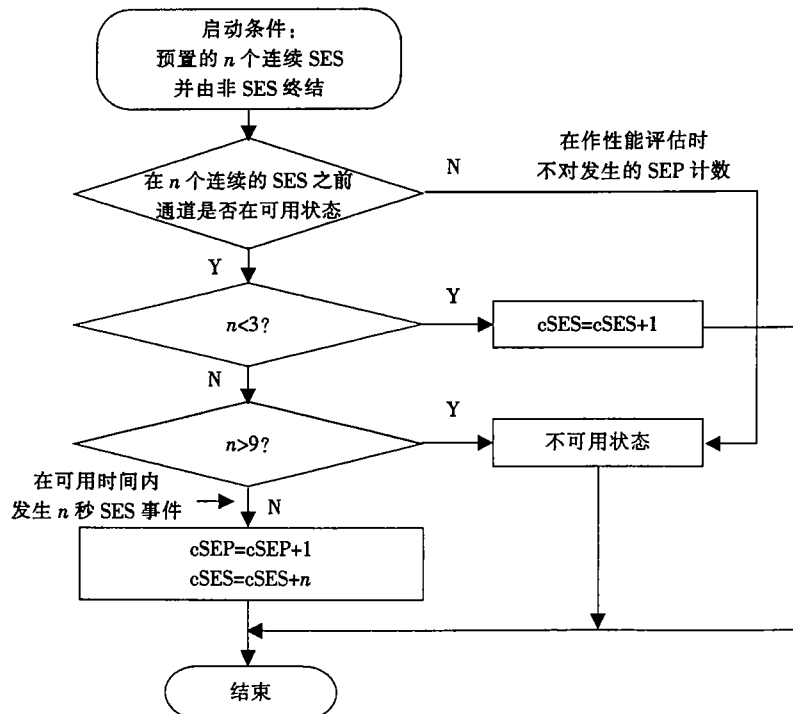 启动条件：
预置的 n 个连续 SES
并由非 SES 终结
在 n 个连续的 SES 之前
通道是否在可用状态
N
在作性能评估时
不对发生的 SEP 计数
Y
n<3?
Y
cSES=cSES+1
N
n>9?
Y
不可用状态
在可用时间内
发生 n 秒 SES 事件
N
cSEP=cSEP+1
cSES=cSES+n
结束